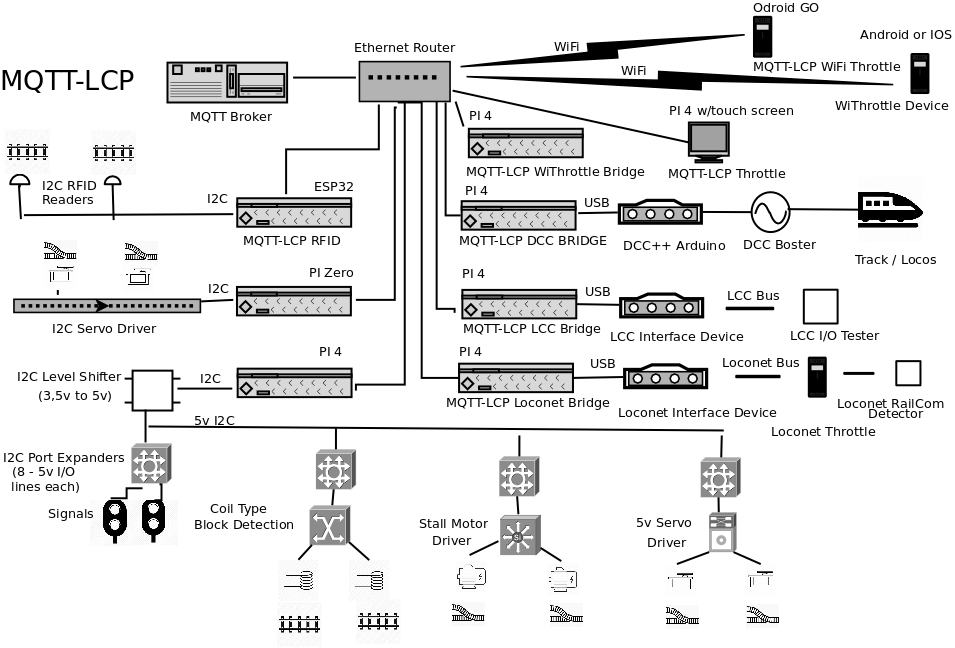 Odroid GO
Android or IOS
Ethernet Router
WiFi
WiFi
MQTT-LCP
MQTT-LCP WiFi Throttle
WiThrottle Device
MQTT Broker
PI 4
PI 4 w/touch screen
MQTT-LCP WiThrottle Bridge
MQTT-LCP Throttle
I2C RFID
Readers
I2C
ESP32
MQTT-LCP RFID
PI 4
USB
MQTT-LCP DCC BRIDGE
DCC++ Arduino
DCC Boster
Track / Locos
I2C
PI Zero
I2C Servo Driver
PI 4
USB
MQTT-LCP LCC Bridge
LCC Interface Device
LCC Bus
LCC I/O Tester
I2C Level Shifter
(3,5v to 5v)
I2C
PI 4
PI 4
USB
MQTT-LCP Loconet Bridge
Loconet Interface Device
Loconet Bus
Loconet RailCom
Detector
Loconet Throttle
5v I2C
I2C Port Expanders
(8 - 5v I/O
lines each)
Signals
Coil Type
Block Detection
Stall Motor
Driver
SI
5v Servo
Driver